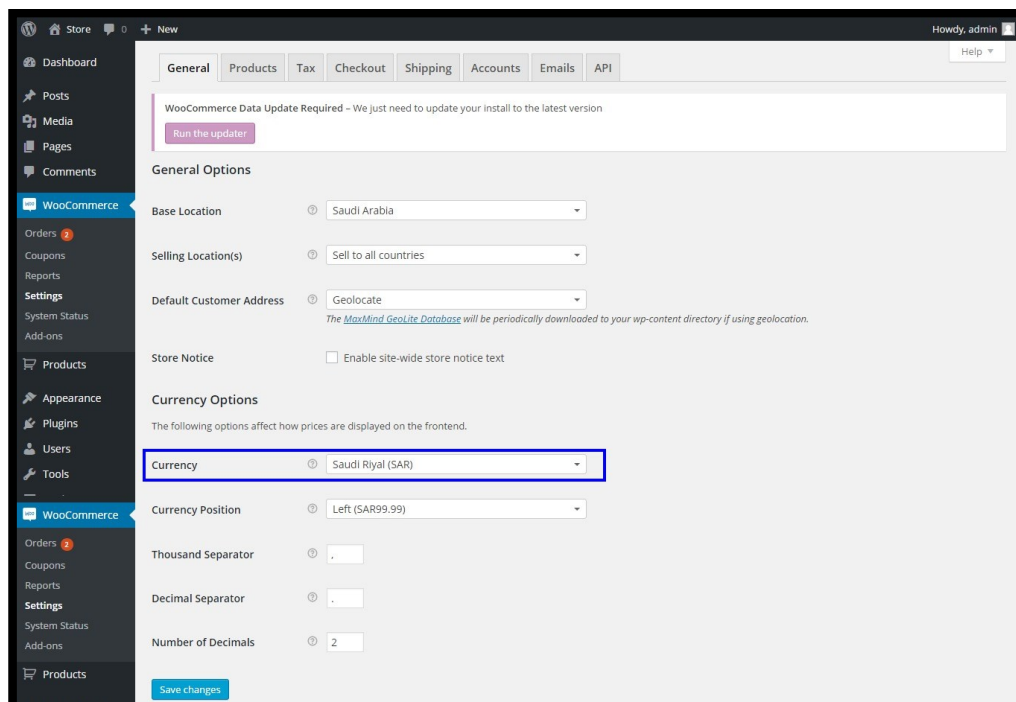 Store 0 + New Howdy, admin
Help
Dashboard
Posts
Media
Pages
Comments
WooCommerce
Orders 2
Coupons
Reports
Settings
System Status
Add-ons
Products
Appearance
Plugins
Users
Tools
WooCommerce
Orders 2
Coupons
Reports
Settings
System Status
Add-ons
Products
General Products Tax Checkout Shipping Accounts Emails API
WooCommerce Data Update Required – We just need to update your install to the latest version
Run the updater
General Options
Base Location ? Saudi Arabia
Selling Location(s) ? Sell to all countries
Default Customer Address ? Geolocate
The MaxMind GeoLite Database will be periodically downloaded to your wp-content directory if using geolocation.
Store Notice Enable site-wide store notice text
Currency Options
The following options affect how prices are displayed on the frontend.
Currency ? Saudi Riyal (SAR)
Currency Position ? Left (SAR99.99)
Thousand Separator ? ,
Decimal Separator ? .
Number of Decimals ? 2
Save changes